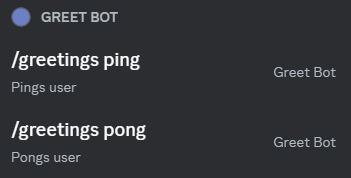 GREET BOT
/greetings ping
Greet Bot
Pings user
/greetings pong
Greet Bot
Pongs user